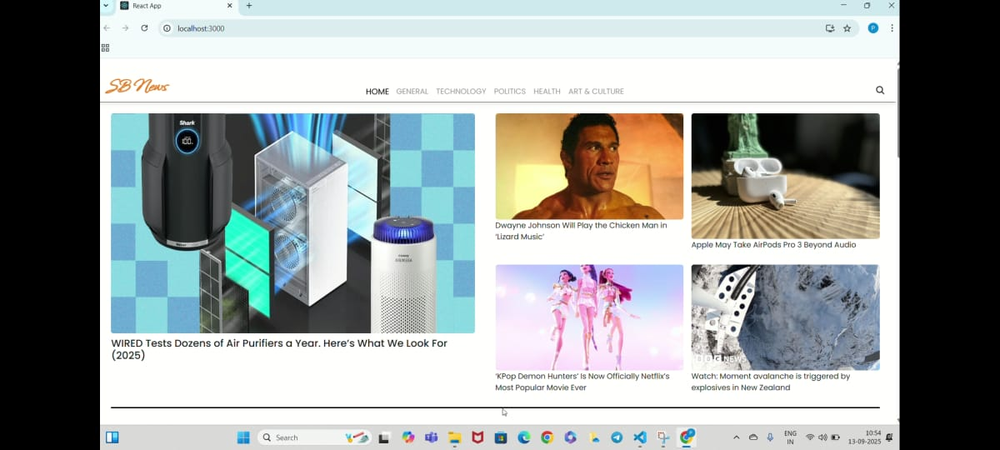 React App
localhost:3000
P
SB News
HOME GENERAL TECHNOLOGY POLITICS HEALTH ART & CULTURE
Shark
WIRED Tests Dozens of Air Purifiers a Year. Here's What We Look For
(2025)
Dwayne Johnson Will Play the Chicken Man in
'Lizard Music'
Apple May Take AirPods Pro 3 Beyond Audio
'KPop Demon Hunters' Is Now Officially Netflix's
Most Popular Movie Ever
NEWS
Watch: Moment avalanche is triggered by
explosives in New Zealand
Search
ENG
IN
10:54
13-09-2025